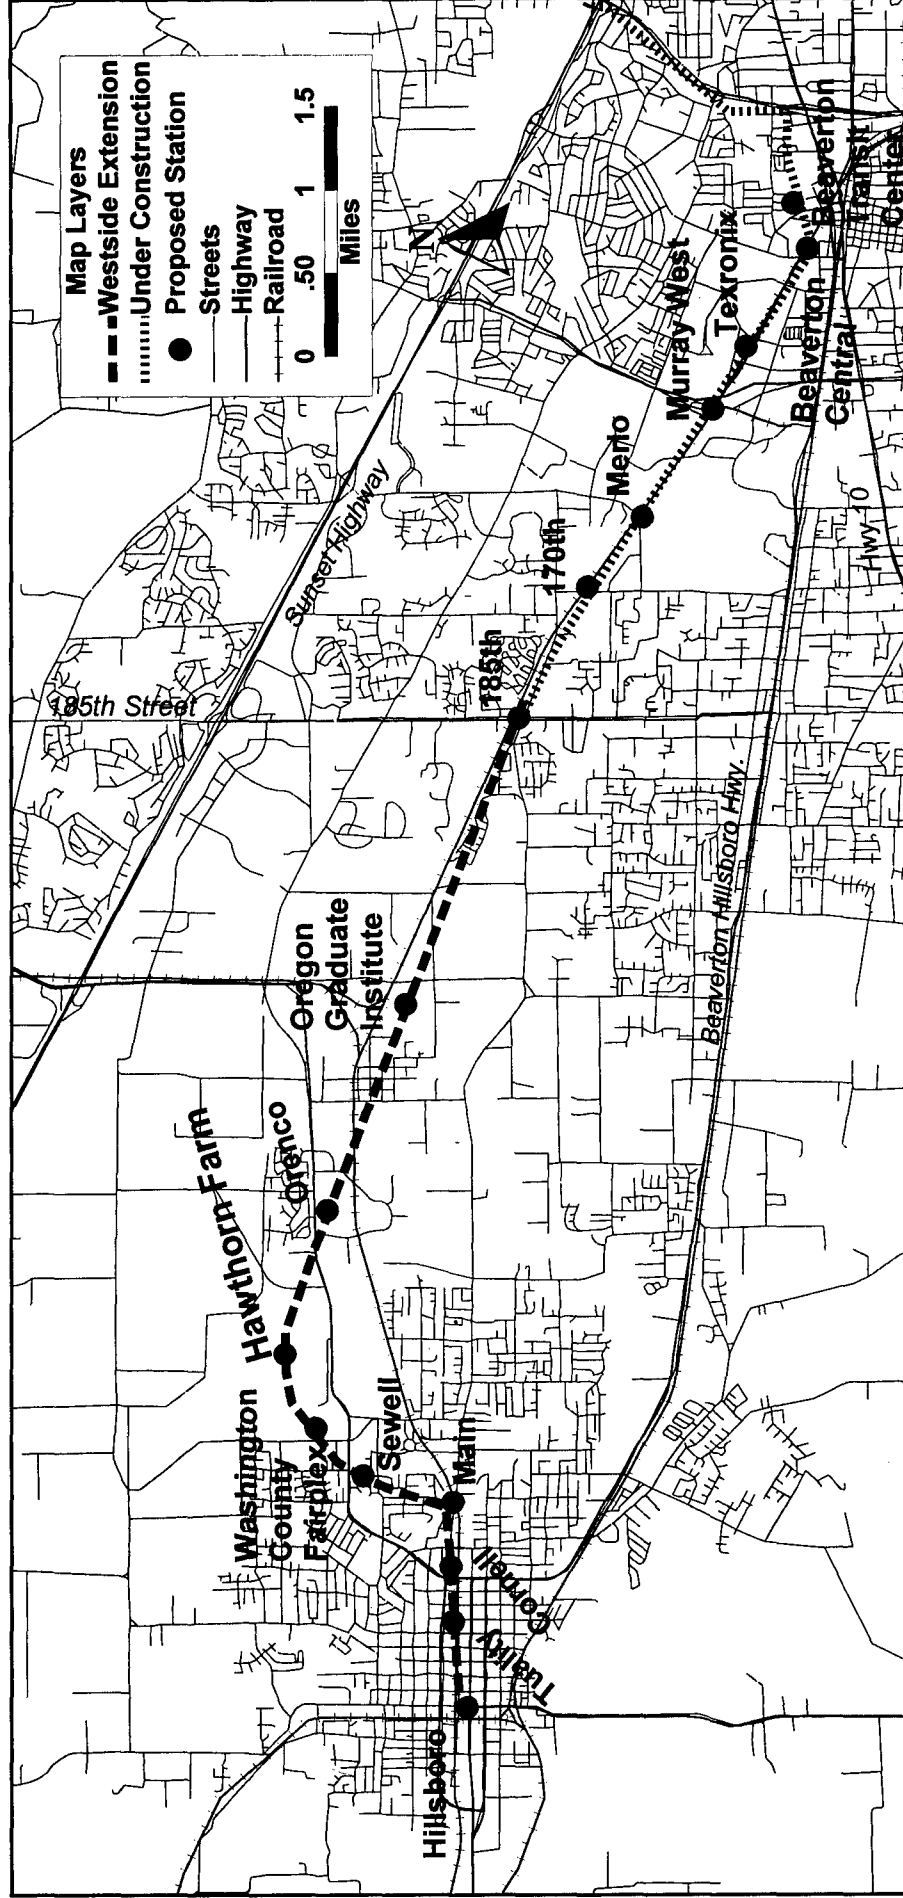 Map Layers
Westside Extension
Under Construction
Proposed Station
Streets
Highway
Railroad
0 .50 1 1.5
Miles
N
Sunset Highway
185th Street
Hawthorn Farm
Orenco
Oregon
Graduate
Institute
185th
170th
Merlo
Murray West
Texronix
Beaverton
Central
Beaverton
Transit
Center
Washington
County
Fairplex
Sewell
Main
Cornell
Tuality
Hillsboro
Beaverton Hillsboro Hwy.
Hwy 10